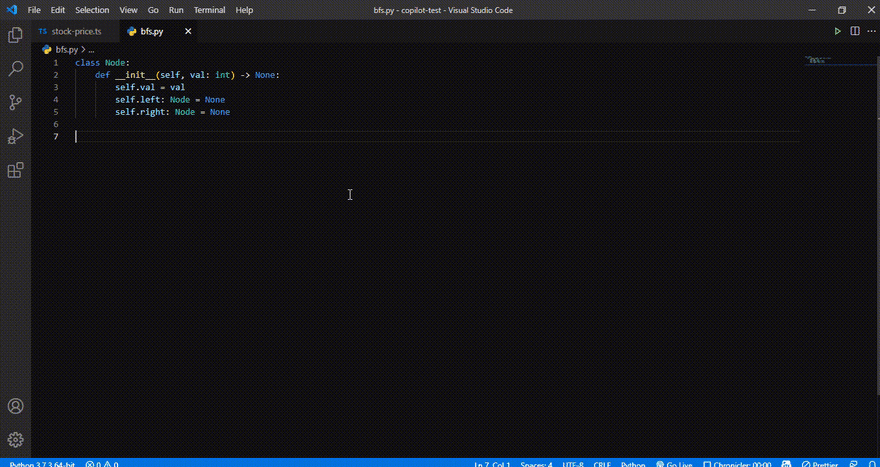 File Edit Selection View Go Run Terminal Help bfs.py - copilot-test - Visual Studio Code
TS stock-price.ts bfs.py
bfs.py > ...
1 class Node:
2 def __init__(self, val: int) -> None:
3 self.val = val
4 self.left: Node = None
5 self.right: Node = None
6
7
Python 3.7.3 64-bit 0 0 Ln 7, Col 1 Spaces: 4 UTF-8 CRLF Python Go Live Chronicler: 00:00 Prettier